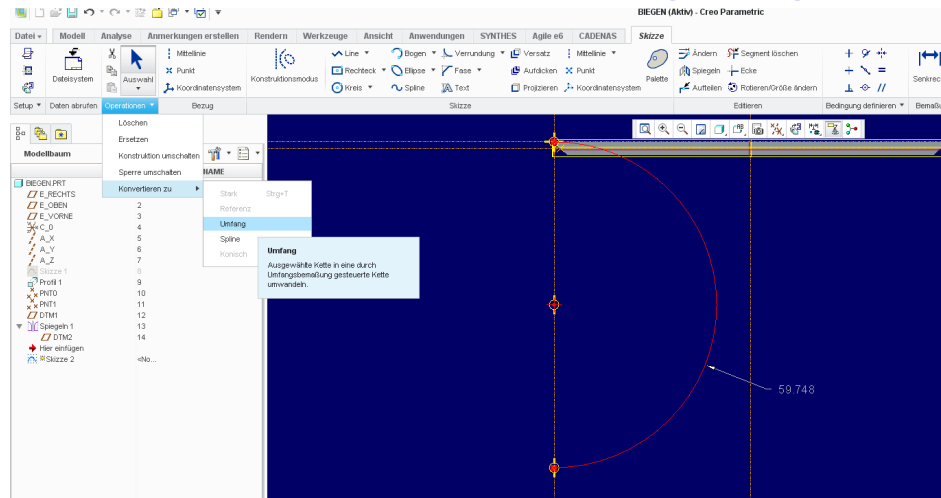 BIEGEN (Aktiv) - Creo Parametric
Datei Modell Analyse Anmerkungen erstellen Rendern Werkzeuge Ansicht Anwendungen SYNTHES Agile e6 CADENAS Skizze
Mittellinie Linie Bogen Verrundung Versatz Mittellinie Ändern Segment löschen
Dateisystem Auswahl Punkt Konstruktionsmodus Rechteck Ellipse Fase Aufdicken Punkt Palette Spiegeln Ecke
Koordinatensystem Kreis Spline Text Projizieren Koordinatensystem Aufteilen Rotieren/Größe ändern
Setup Daten abrufen Operationen Bezug Skizze Editieren Bedingung definieren
Löschen
Ersetzen
Modellbaum Konstruktion umschalten
Sperre umschalten
BIEGEN.PRT Konvertieren zu
E_RECHTS Stark Strg+T
E_OBEN 2 Referenz
E_VORNE 3 Umfang
C_0 4 Spline
A_X 5 Konisch
A_Y 6
A_Z 7
Umfang
Ausgewählte Kette in eine durch
Umfangsbemaßung gesteuerte Kette
umwandeln.
Skizze 1 8
Profil 1 9
PNT0 10
PNT1 11
DTM1 12
Spiegeln 1 13
DTM2 14
Hier einfügen
Skizze 2 <No...
59.748